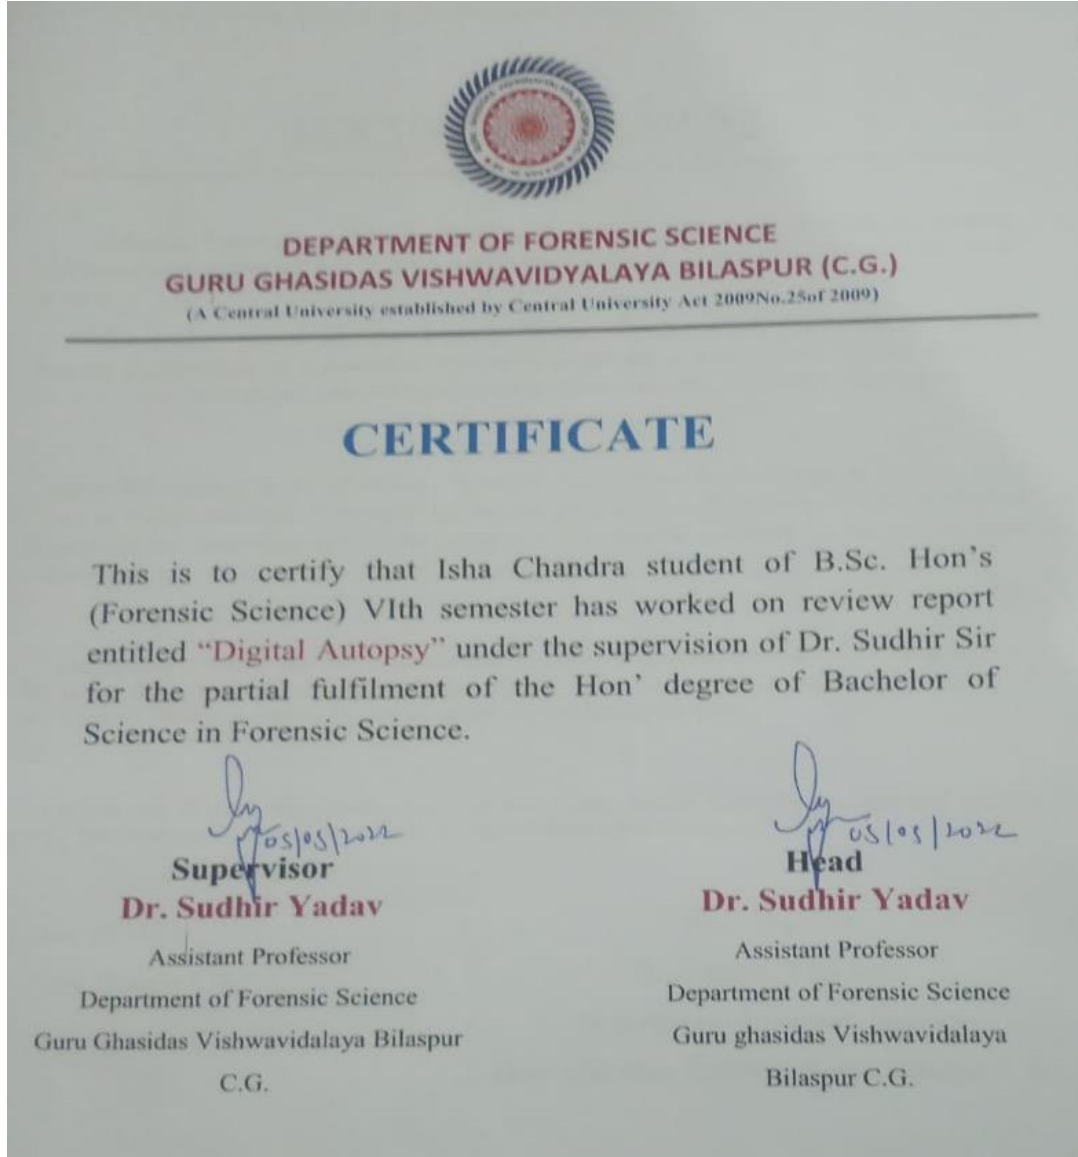 DEPARTMENT OF FORENSIC SCIENCE
GURU GHASIDAS VISHWAVIDYALAYA BILASPUR (C.G.)
(A Central University established by Central University Act 2009No.25of 2009)
CERTIFICATE
This is to certify that Isha Chandra student of B.Sc. Hon's
(Forensic Science) VIth semester has worked on review report
entitled “Digital Autopsy” under the supervision of Dr. Sudhir Sir
for the partial fulfilment of the Hon' degree of Bachelor of
Science in Forensic Science.
05/05/2022
Supervisor
Dr. Sudhir Yadav
Assistant Professor
Department of Forensic Science
Guru Ghasidas Vishwavidalaya Bilaspur
C.G.
05/05/2022
Head
Dr. Sudhir Yadav
Assistant Professor
Department of Forensic Science
Guru ghasidas Vishwavidalaya
Bilaspur C.G.